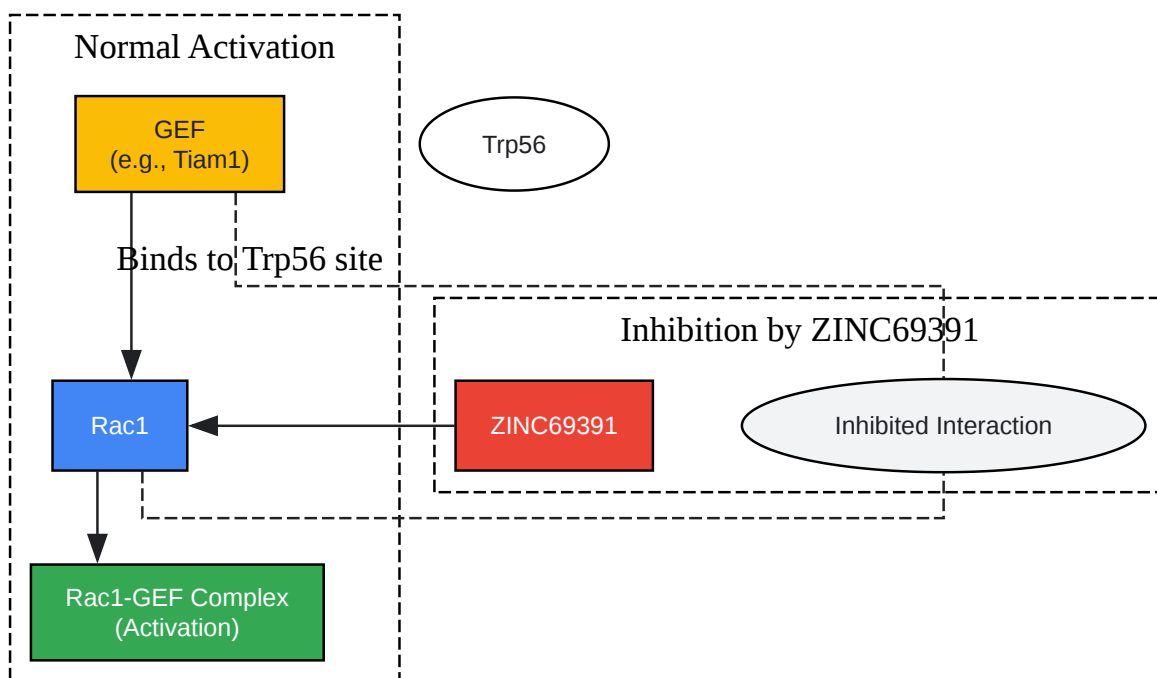 Normal Activation
GEF
(e.g., Tiam1)
Trp56
Binds to Trp56 site
Inhibition by ZINC69391
Rac1
ZINC69391
Inhibited Interaction
Rac1-GEF Complex
(Activation)